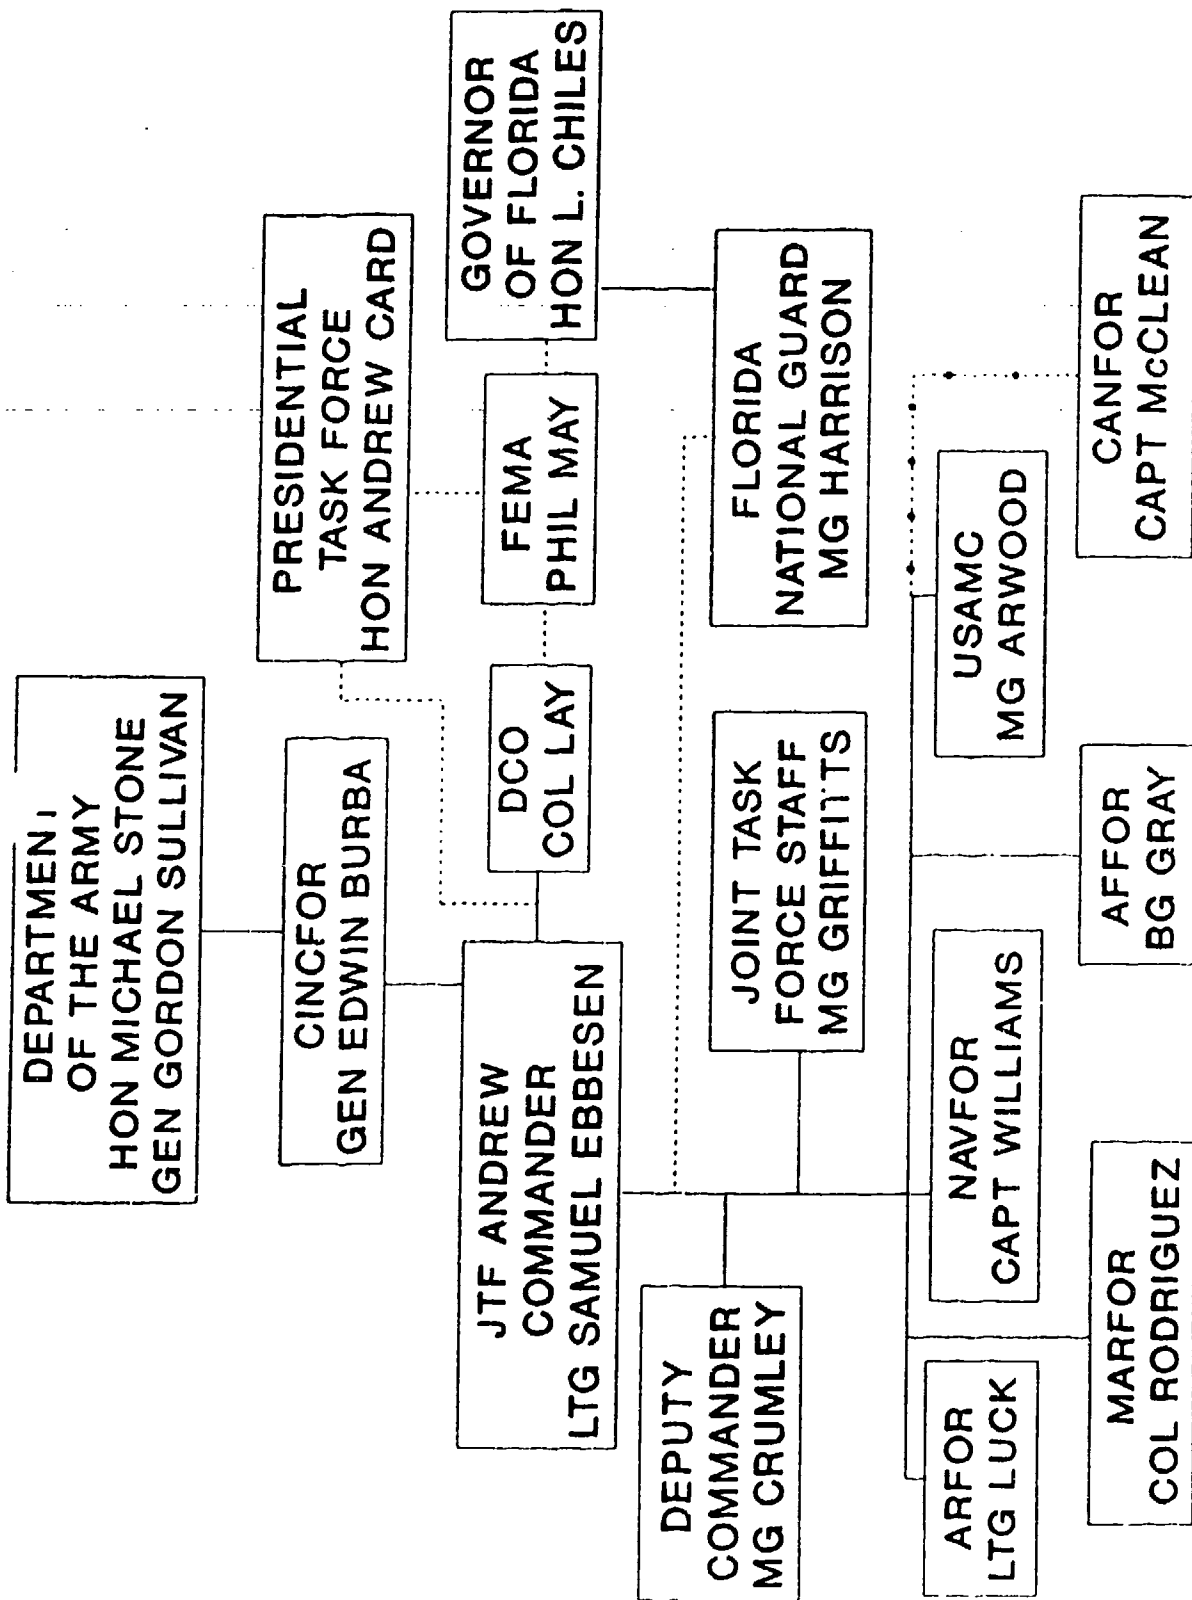 DEPARTMENT
OF THE ARMY
HON MICHAEL STONE
GEN GORDON SULLIVAN
CINCFOR
GEN EDWIN BURBA
PRESIDENTIAL
TASK FORCE
HON ANDREW CARD
JTF ANDREW
COMMANDER
LTG SAMUEL EBBESEN
DCO
COL LAY
FEMA
PHIL MAY
GOVERNOR
OF FLORIDA
HON L. CHILES
DEPUTY
COMMANDER
MG CRUMLEY
JOINT TASK
FORCE STAFF
MG GRIFFITTS
FLORIDA
NATIONAL GUARD
MG HARRISON
ARFOR
LTG LUCK
NAVFOR
CAPT WILLIAMS
USAMC
MG ARWOOD
MARFOR
COL RODRIGUEZ
AFFOR
BG GRAY
CANFOR
CAPT McCLEAN